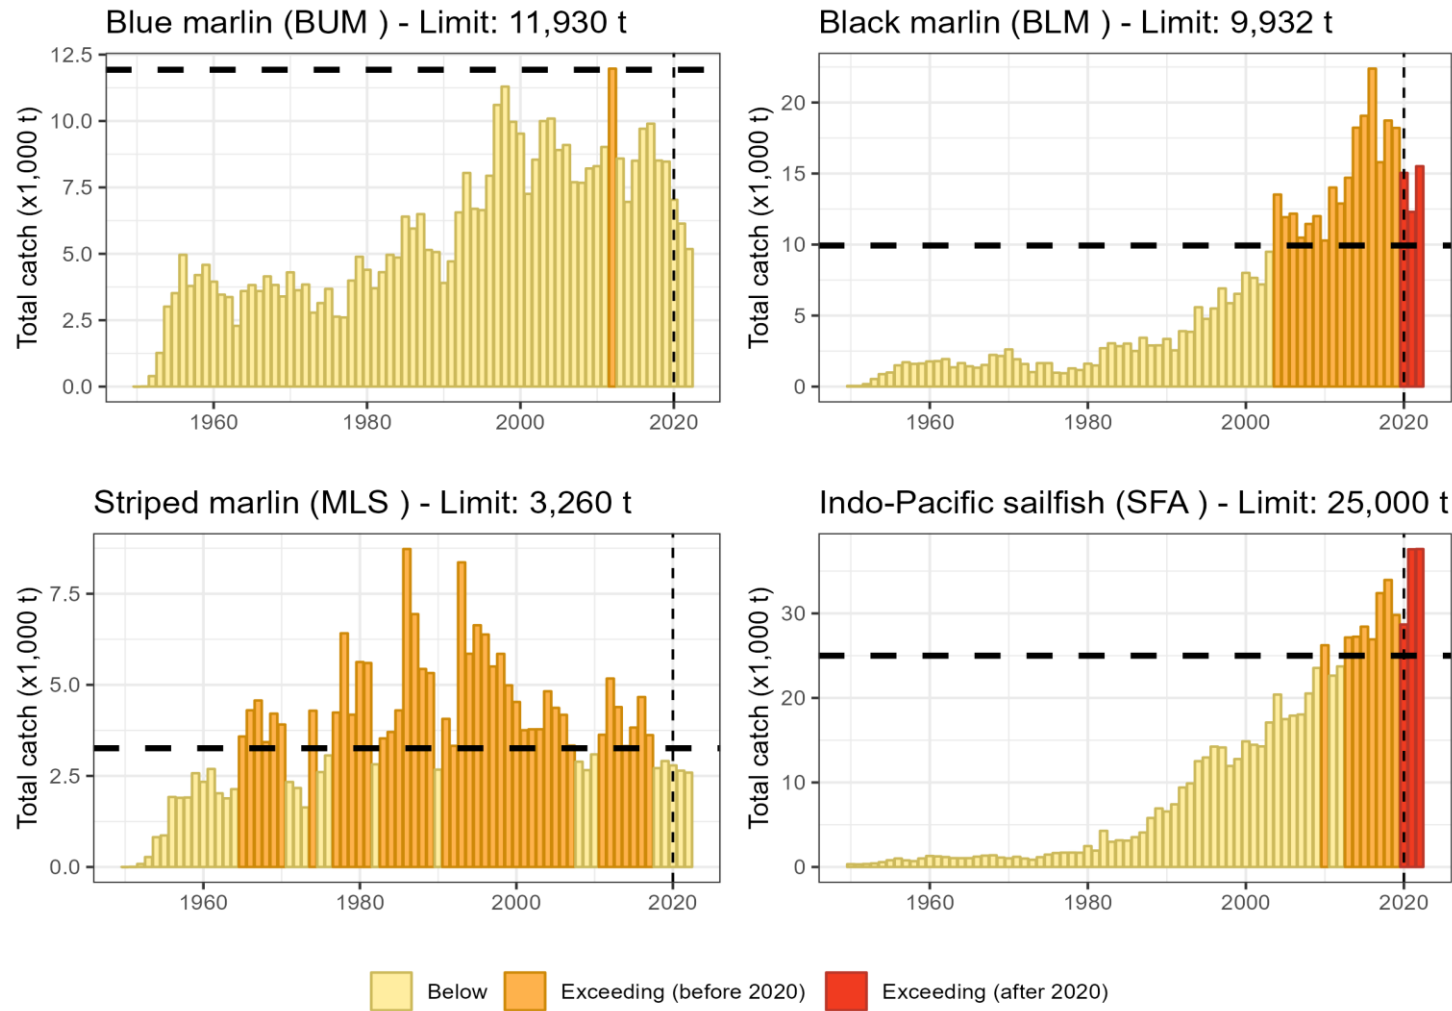 Blue marlin (BUM ) - Limit: 11,930 t
Total catch (x1,000 t)
12.5
10.0
7.5
5.0
2.5
0.0
1960 1980 2000 2020
Black marlin (BLM ) - Limit: 9,932 t
Total catch (x1,000 t)
20
15
10
5
0
1960 1980 2000 2020
Striped marlin (MLS ) - Limit: 3,260 t
Total catch (x1,000 t)
7.5
5.0
2.5
0.0
1960 1980 2000 2020
Indo-Pacific sailfish (SFA ) - Limit: 25,000 t
Total catch (x1,000 t)
30
20
10
0
1960 1980 2000 2020
Below Exceeding (before 2020) Exceeding (after 2020)